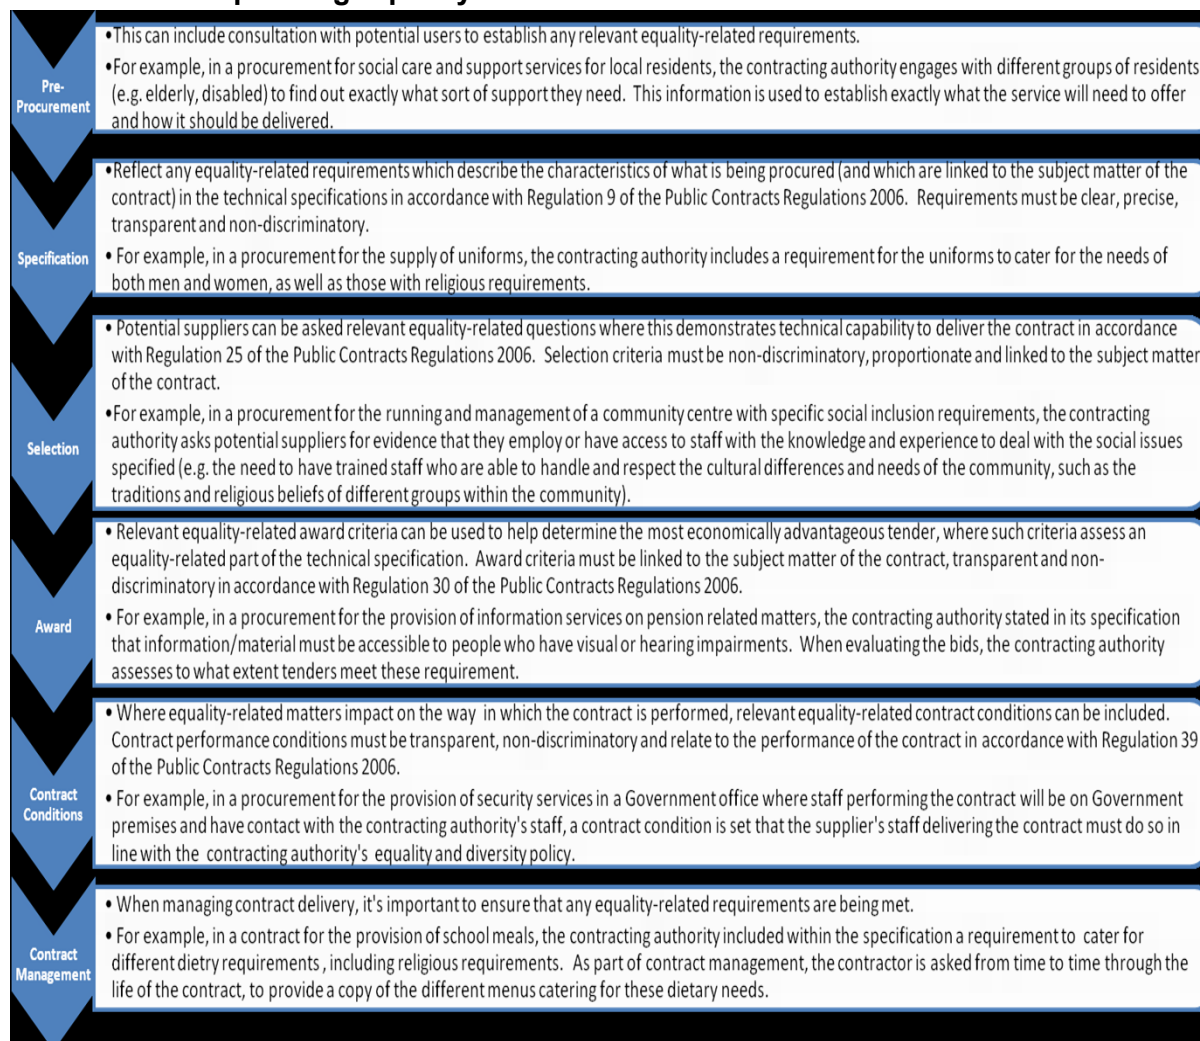 Pre-
Procurement
•This can include consultation with potential users to establish any relevant equality-related requirements.
•For example, in a procurement for social care and support services for local residents, the contracting authority engages with different groups of residents
(e.g. elderly, disabled) to find out exactly what sort of support they need. This information is used to establish exactly what the service will need to offer
and how it should be delivered.
Specification
•Reflect any equality-related requirements which describe the characteristics of what is being procured (and which are linked to the subject matter of the
contract) in the technical specifications in accordance with Regulation 9 of the Public Contracts Regulations 2006. Requirements must be clear, precise,
transparent and non-discriminatory.
• For example, in a procurement for the supply of uniforms, the contracting authority includes a requirement for the uniforms to cater for the needs of
both men and women, as well as those with religious requirements.
Selection
• Potential suppliers can be asked relevant equality-related questions where this demonstrates technical capability to deliver the contract in accordance
with Regulation 25 of the Public Contracts Regulations 2006. Selection criteria must be non-discriminatory, proportionate and linked to the subject matter
of the contract.
•For example, in a procurement for the running and management of a community centre with specific social inclusion requirements, the contracting
authority asks potential suppliers for evidence that they employ or have access to staff with the knowledge and experience to deal with the social issues
specified (e.g. the need to have trained staff who are able to handle and respect the cultural differences and needs of the community, such as the
traditions and religious beliefs of different groups within the community).
Award
• Relevant equality-related award criteria can be used to help determine the most economically advantageous tender, where such criteria assess an
equality-related part of the technical specification. Award criteria must be linked to the subject matter of the contract, transparent and non-
discriminatory in accordance with Regulation 30 of the Public Contracts Regulations 2006.
• For example, in a procurement for the provision of information services on pension related matters, the contracting authority stated in its specification
that information/material must be accessible to people who have visual or hearing impairments. When evaluating the bids, the contracting authority
assesses to what extent tenders meet these requirement.
Contract
Conditions
• Where equality-related matters impact on the way in which the contract is performed, relevant equality-related contract conditions can be included.
Contract performance conditions must be transparent, non-discriminatory and relate to the performance of the contract in accordance with Regulation 39
of the Public Contracts Regulations 2006.
• For example, in a procurement for the provision of security services in a Government office where staff performing the contract will be on Government
premises and have contact with the contracting authority's staff, a contract condition is set that the supplier's staff delivering the contract must do so in
line with the contracting authority's equality and diversity policy.
Contract
Management
• When managing contract delivery, it's important to ensure that any equality-related requirements are being met.
• For example, in a contract for the provision of school meals, the contracting authority included within the specification a requirement to cater for
different dietry requirements , including religious requirements. As part of contract management, the contractor is asked from time to time through the
life of the contract, to provide a copy of the different menus catering for these dietary needs.